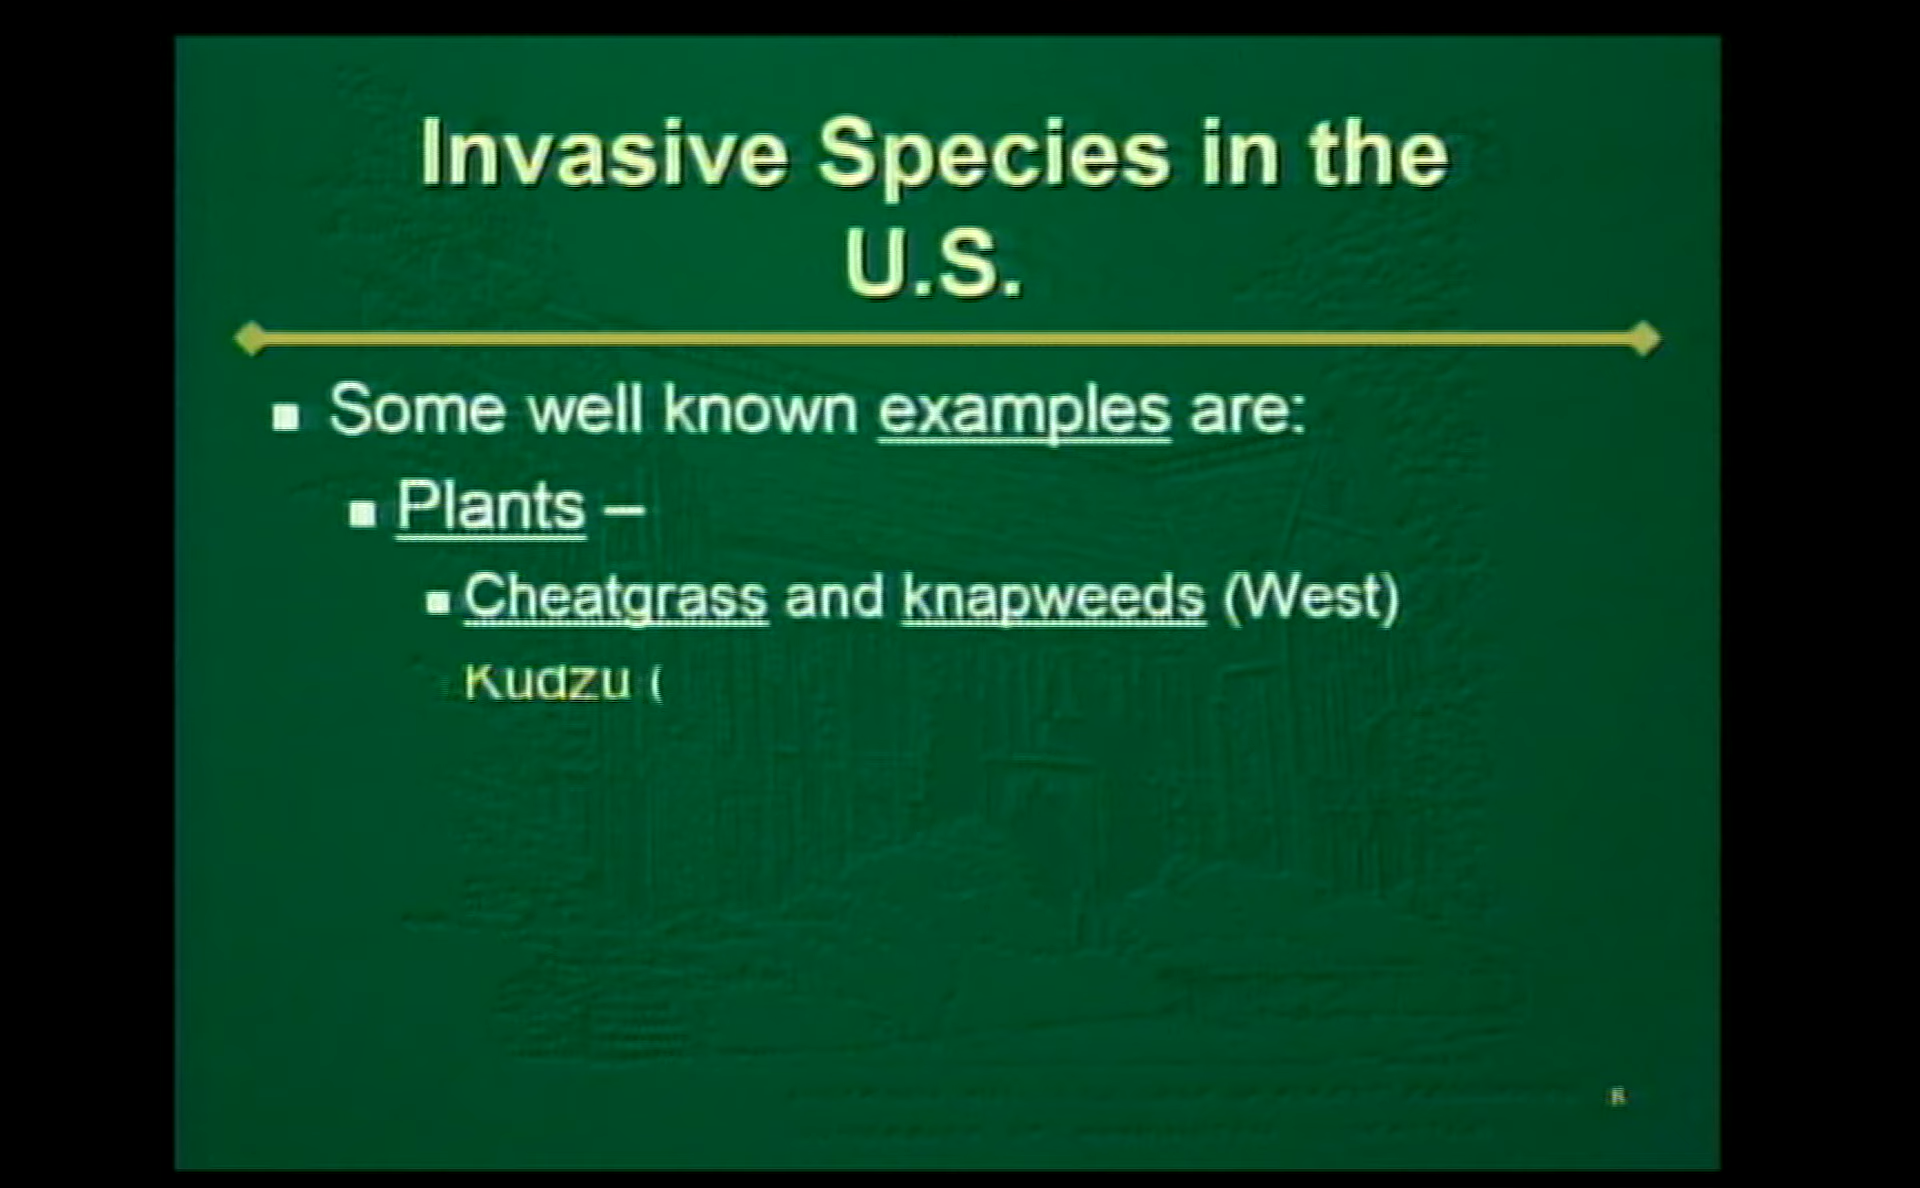 Invasive Species in the
U.S.
Some well known examples are:
Plants –
Cheatgrass and knapweeds (West)
Kudzu (